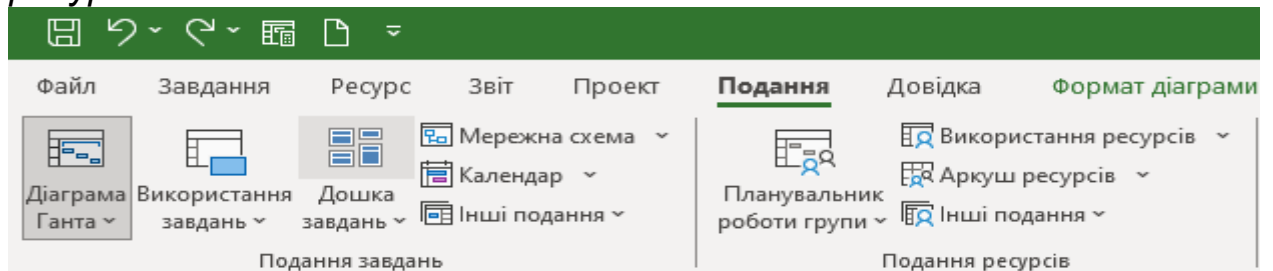 Файл Завдання Ресурс Звіт Проект Подання Довідка Формат діаграми
Діаграма Ганта
Використання завдань
Дошка завдань
Мережна схема
Календар
Інші подання
Подання завдань
Планувальник роботи групи
Використання ресурсів
Аркуш ресурсів
Інші подання
Подання ресурсів